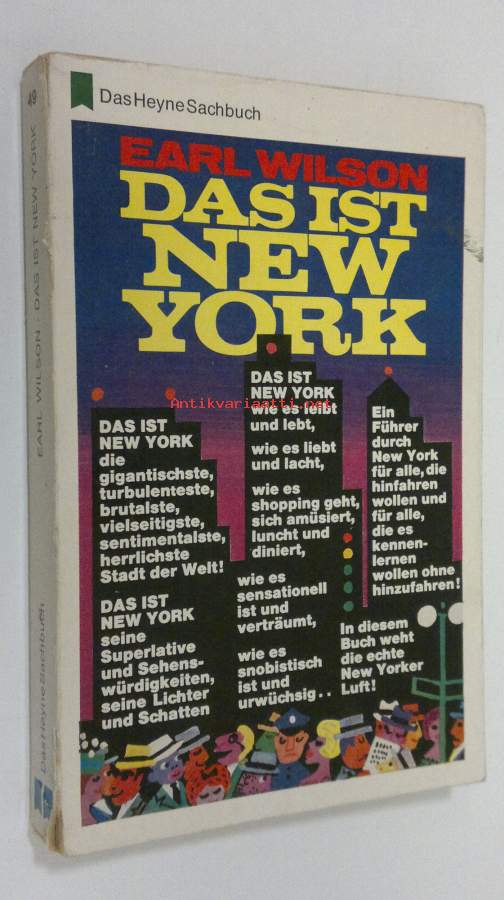 49
EARL WILSON · DAS IST NEW YORK
Das Heyne Sachbuch
Das Heyne Sachbuch
EARL WILSON
DAS IST
NEW
YORK
DAS IST
NEW YORK
die
gigantischste,
turbulenteste,
brutalste,
vielseitigste,
sentimentalste,
herrlichste
Stadt der Welt!
DAS IST
NEW YORK
seine
Superlative
und Sehens-
würdigkeiten,
seine Lichter
und Schatten
DAS IST
NEW YORK
wie es leibt
und lebt,
wie es liebt
und lacht,
wie es
shopping geht,
sich amüsiert,
luncht und
diniert,
wie es
sensationell
ist und
verträumt,
wie es
snobistisch
ist und
urwüchsig..
Ein
Führer
durch
New York
für alle, die
hinfahren
wollen und
für alle,
die es
kennen-
lernen
wollen ohne
hinzufahren!
In diesem
Buch weht
die echte
New Yorker
Luft!
Antikvariaatti.net